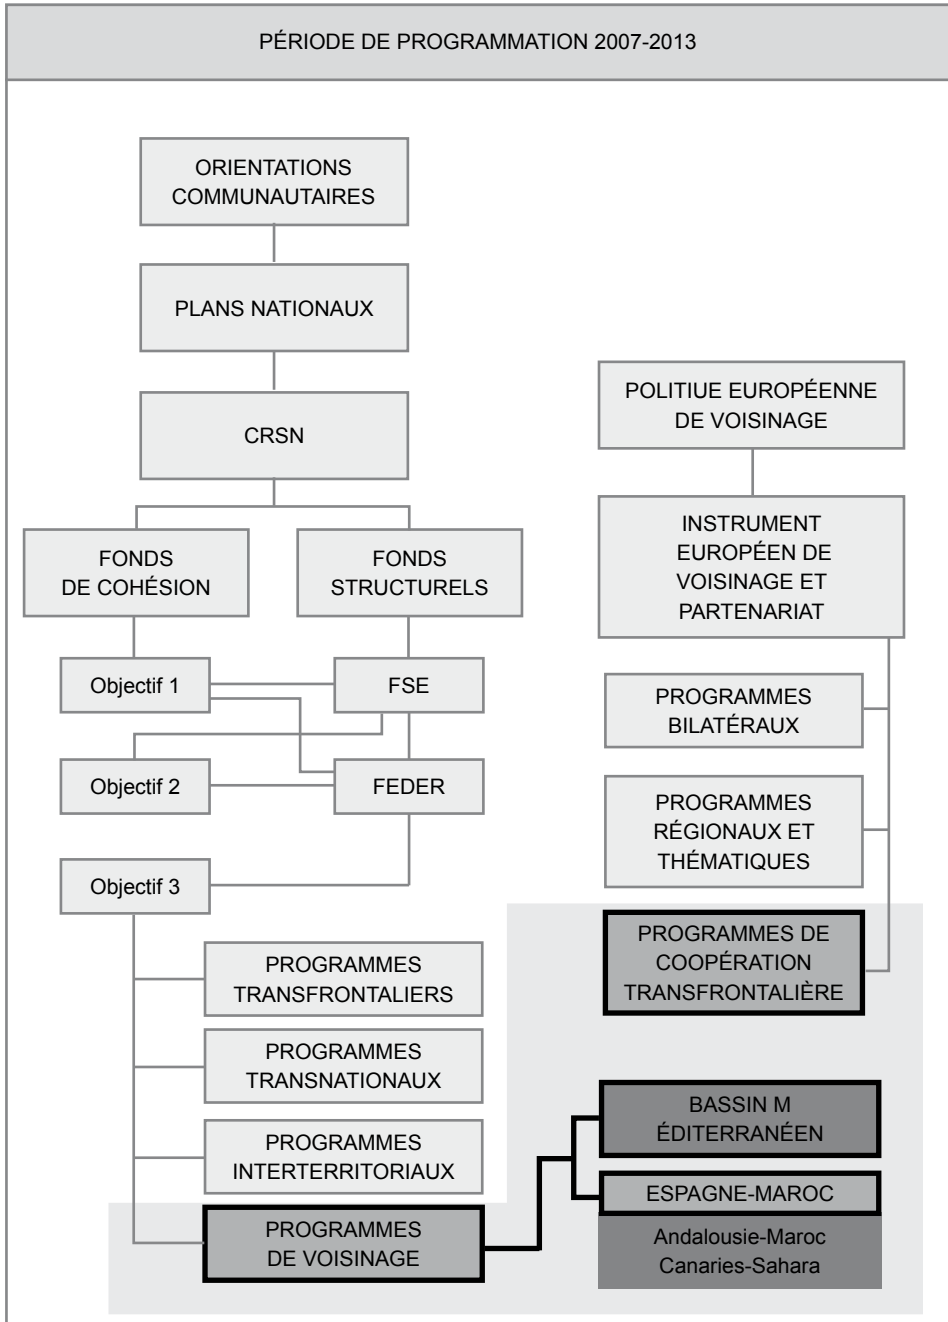 PÉRIODE DE PROGRAMMATION 2007-2013
ORIENTATIONS
COMMUNAUTAIRES
PLANS NATIONAUX
CRSN
FONDS
DE COHÉSION
FONDS
STRUCTURELS
Objectif 1
FSE
Objectif 2
FEDER
Objectif 3
PROGRAMMES
TRANSFRONTALIERS
PROGRAMMES
TRANSNATIONAUX
PROGRAMMES
INTERTERRITORIAUX
PROGRAMMES
DE VOISINAGE
POLITIUE EUROPÉENNE
DE VOISINAGE
INSTRUMENT
EUROPÉEN DE
VOISINAGE ET
PARTENARIAT
PROGRAMMES
BILATÉRAUX
PROGRAMMES
RÉGIONAUX ET
THÉMATIQUES
PROGRAMMES DE
COOPÉRATION
TRANSFRONTALIÈRE
BASSIN M
ÉDITERRANÉEN
ESPAGNE-MAROC
Andalousie-Maroc
Canaries-Sahara